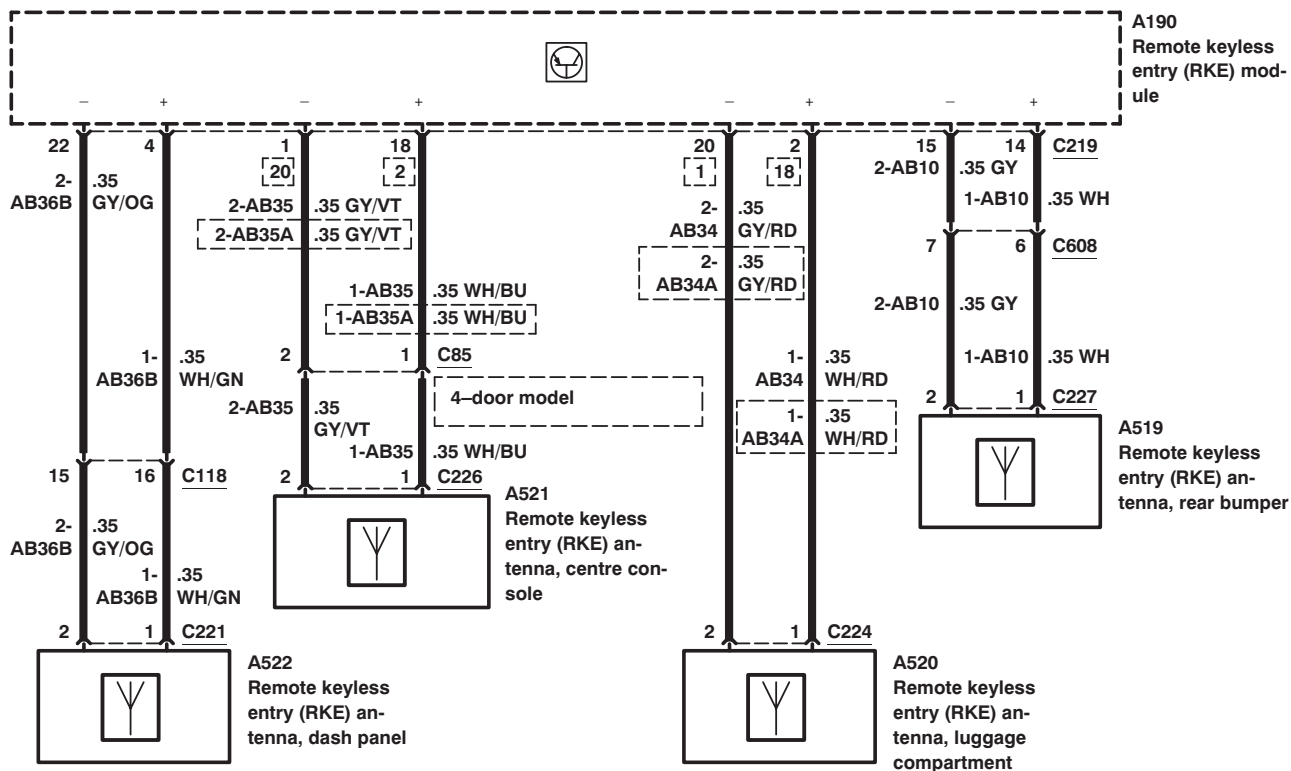 A190
Remote keyless
entry (RKE) mod-
ule
– + – + – + – +
22 4 1 18 20 2 15 14 C219
20 2 1 18
2-AB10 .35 GY
2- .35
AB36B GY/OG
1-AB10 .35 WH
2-AB35 .35 GY/VT
2- .35
AB34 GY/RD
2-AB35A .35 GY/VT
7 6 C608
2- .35
AB34A GY/RD
1-AB35 .35 WH/BU
2-AB10 .35 GY
1-AB35A .35 WH/BU
1- .35
AB36B WH/GN
2 1 C85
1- .35
AB34 WH/RD
1-AB10 .35 WH
4–door model
2 1 C227
2-AB35 .35
GY/VT
1- .35
AB34A WH/RD
A519
Remote keyless
entry (RKE) an-
tenna, rear bumper
1-AB35 .35 WH/BU
15 16 C118
2 1 C226
A521
Remote keyless
entry (RKE) an-
tenna, centre con-
sole
2- .35
AB36B GY/OG
1- .35
AB36B WH/GN
2 1 C221
2 1 C224
A522
Remote keyless
entry (RKE) an-
tenna, dash panel
A520
Remote keyless
entry (RKE) an-
tenna, luggage
compartment